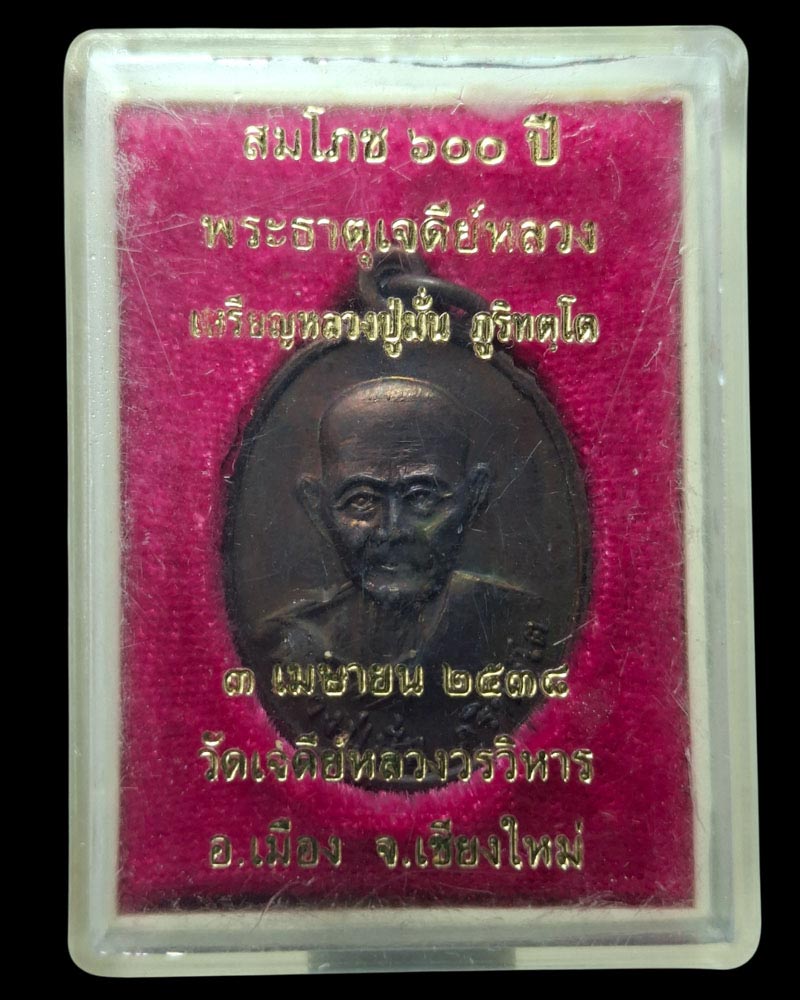 สมโภช ๖๐๐ ปี
พระธาตุเจดีย์หลวง
เหรียญหลวงปู่มั่น ภูริทตฺโต
๓ เมษายน ๒๕๓๘
วัดเจดีย์หลวงวรวิหาร
อ.เมือง จ.เชียงใหม่